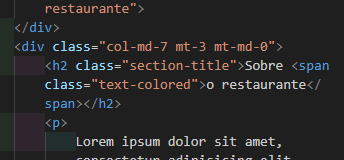 restaurante">
</div>
<div class="col-md-7 mt-3 mt-md-0">
<h2 class="section-title">Sobre <span
class="text-colored">o restaurante</
span></h2>
<p>
Lorem ipsum dolor sit amet,
consectetur adipisicing elit